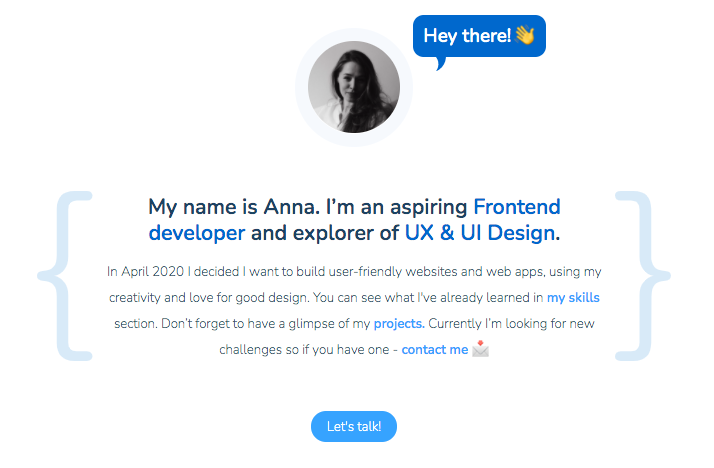 Hey there! 👋
My name is Anna. I’m an aspiring Frontend
developer and explorer of UX & UI Design.
In April 2020 I decided I want to build user-friendly websites and web apps, using my
creativity and love for good design. You can see what I've already learned in my skills
section. Don’t forget to have a glimpse of my projects. Currently I’m looking for new
challenges so if you have one - contact me 📩
Let's talk!